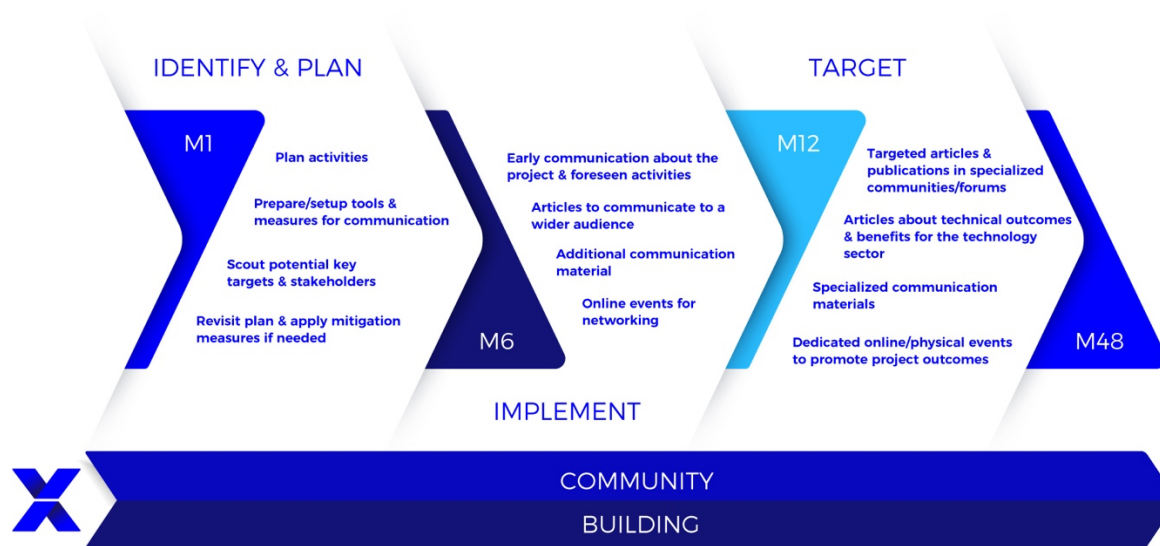 IDENTIFY & PLAN
M1
Plan activities
Prepare/setup tools &
measures for communication
Scout potential key
targets & stakeholders
Revisit plan & apply mitigation
measures if needed
M6
Early communication about the
project & foreseen activities
Articles to communicate to a
wider audience
Additional communication
material
Online events for
networking
IMPLEMENT
TARGET
M12
Targeted articles &
publications in specialized
communities/forums
Articles about technical outcomes
& benefits for the technology
sector
Specialized communication
materials
Dedicated online/physical events
to promote project outcomes
M48
COMMUNITY
BUILDING